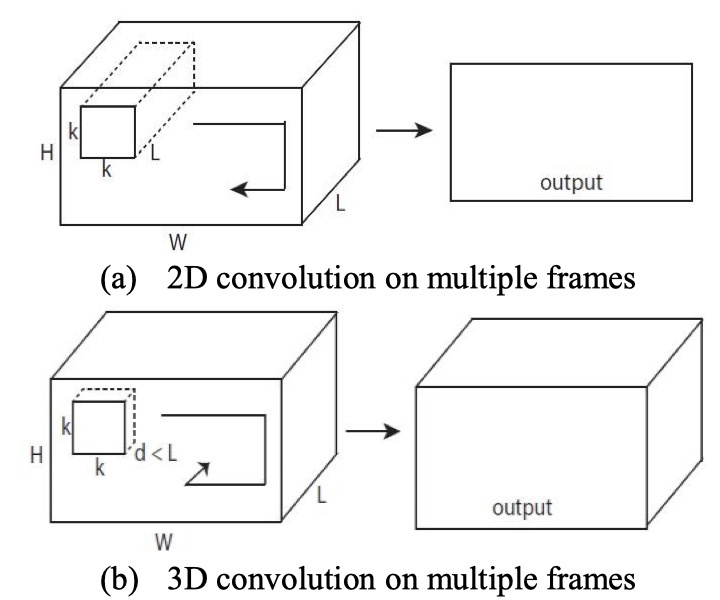 k
H
k
L
L
output
W
(a) 2D convolution on multiple frames
k
H
k
d < L
L
output
W
(b) 3D convolution on multiple frames